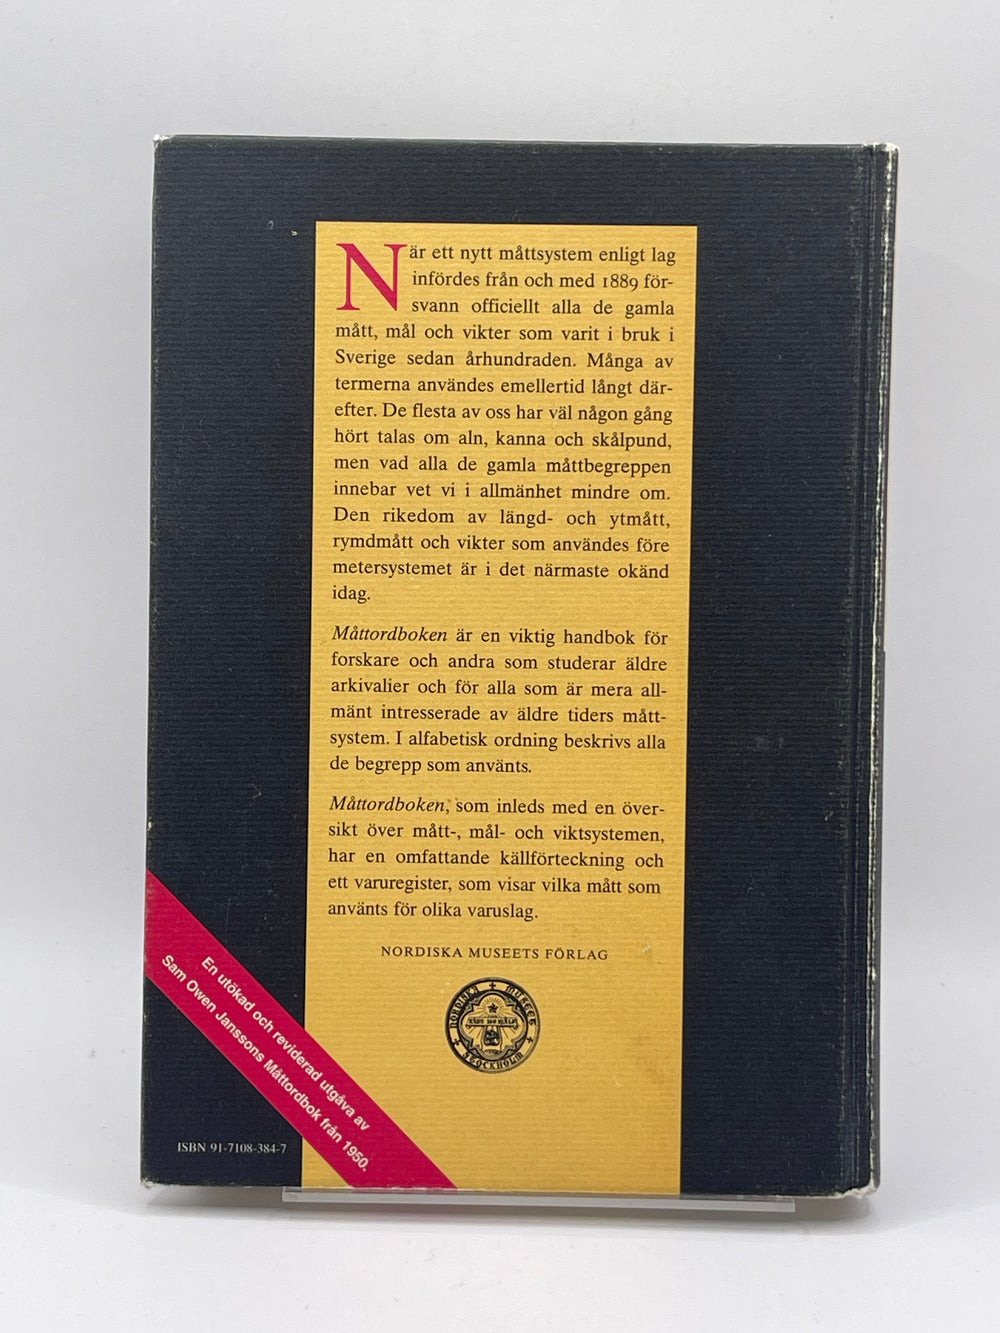 När ett nytt måttsystem enligt lag
infördes från och med 1889 för-
svann officiellt alla de gamla
mått, mål och vikter som varit i bruk i
Sverige sedan århundraden. Många av
termerna användes emellertid långt där-
efter. De flesta av oss har väl någon gång
hört talas om aln, kanna och skålpund,
men vad alla de gamla måttbegreppen
innebar vet vi i allmänhet mindre om.
Den rikedom av längd- och ytmått,
rymdmått och vikter som användes före
metersystemet är i det närmaste okänd
idag.
Måttordboken är en viktig handbok för
forskare och andra som studerar äldre
arkivalier och för alla som är mera all-
mänt intresserade av äldre tiders mått-
system. I alfabetisk ordning beskrivs alla
de begrepp som använts.
Måttordboken, som inleds med en över-
sikt över mått-, mål- och viktsystemen,
har en omfattande källförteckning och
ett varuregister, som visar vilka mått som
använts för olika varuslag.
NORDISKA MUSEETS FÖRLAG
NORDISKA MUSEET
STOCKHOLM
En utökad och reviderad utgåva av
Sam Owen Janssons Måttordbok från 1950.
ISBN 91-7108-384-7